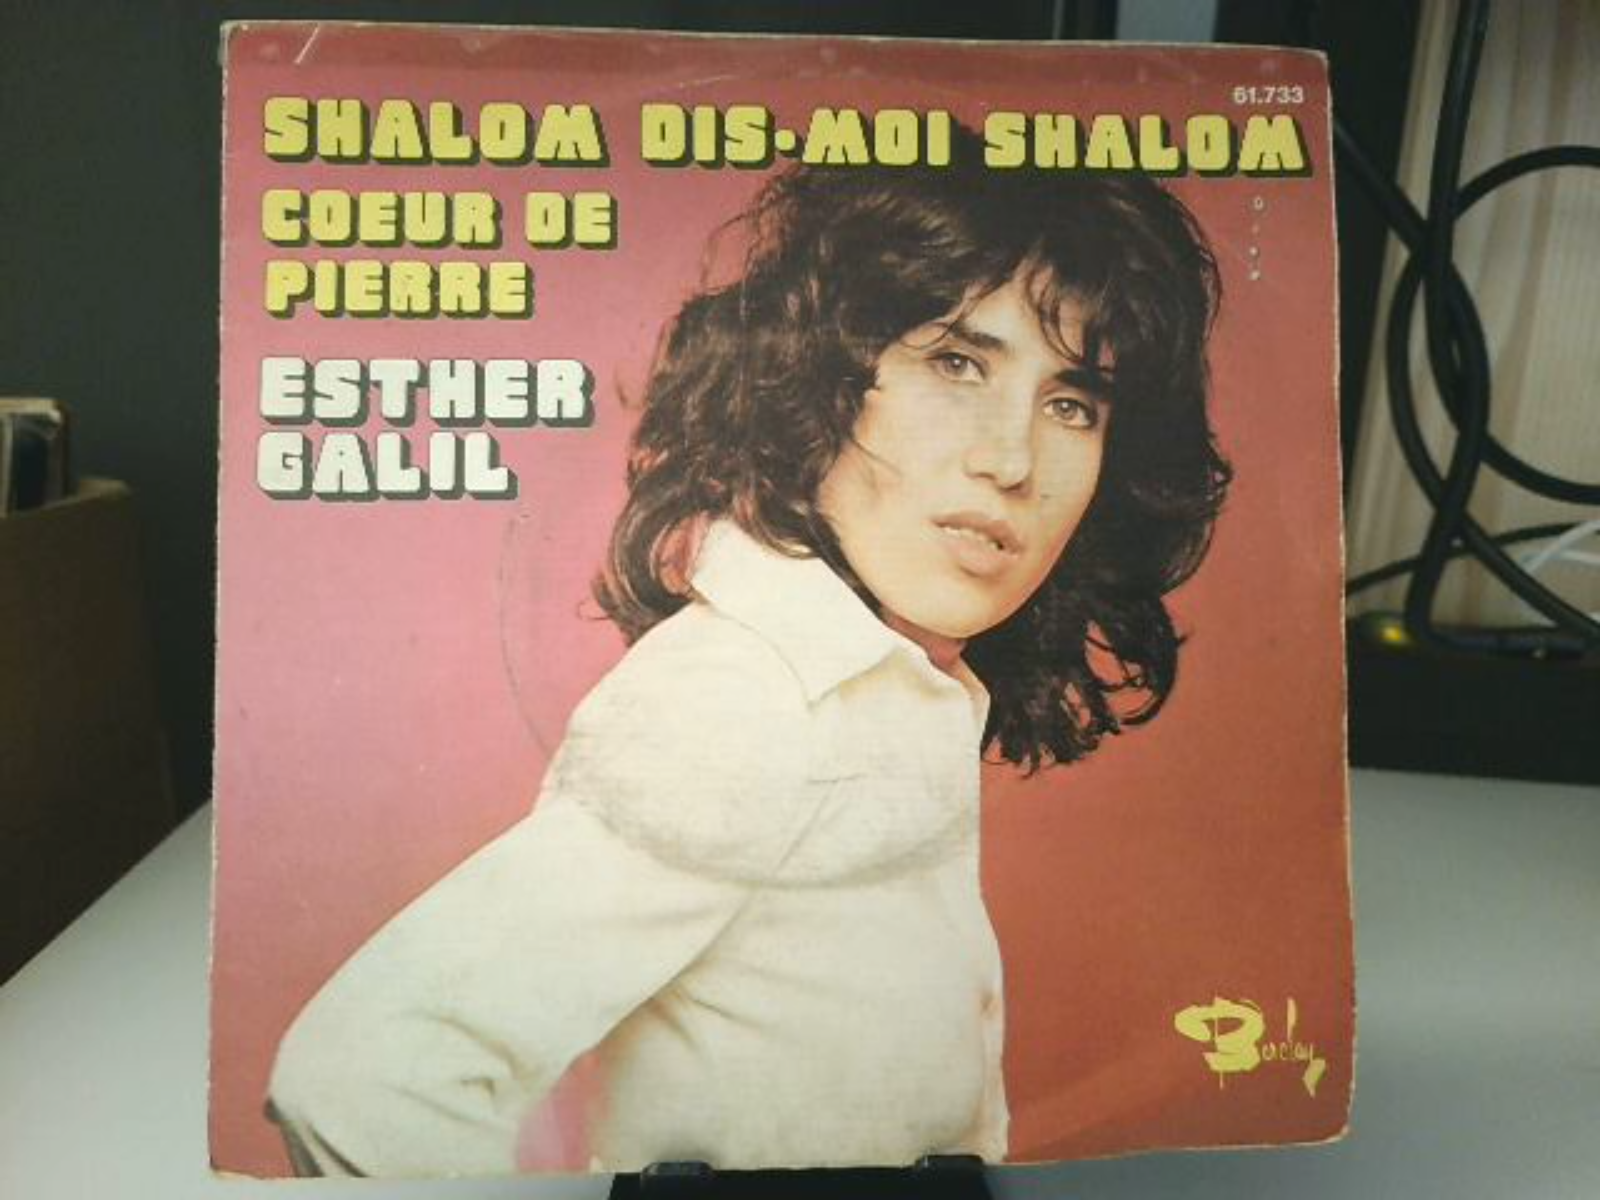 61.733
SHALOM DIS·MOI SHALOM
COEUR DE
PIERRE
ESTHER
GALIL
Barclay